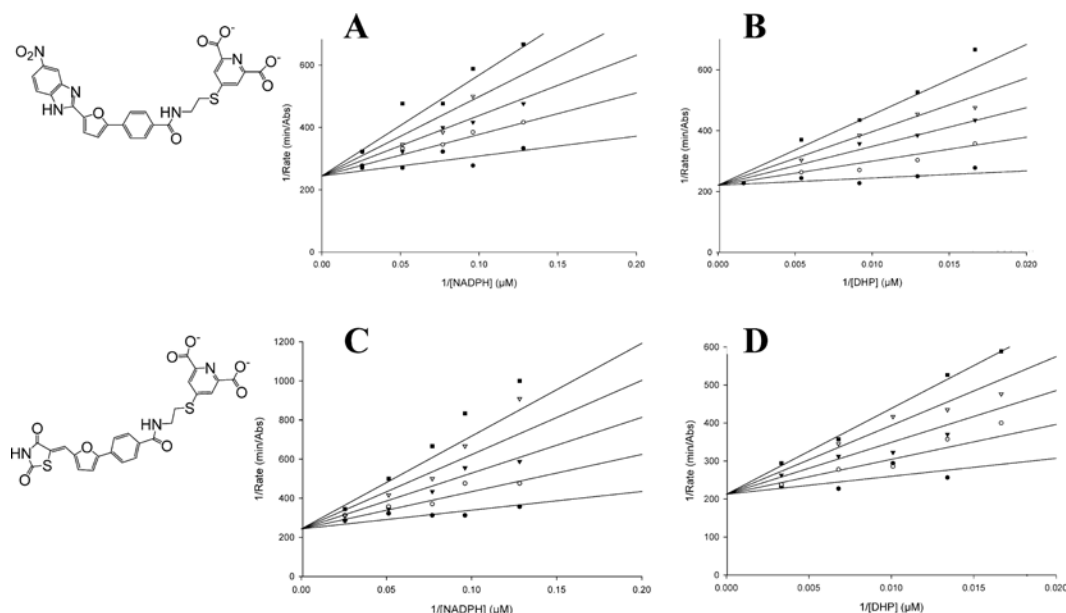 A
B
O₂N
N
HN
O
O
H
N
S
N
O⁻
O
O⁻
O
1/Rate (min/Abs)
600
400
200
0
0.00 0.05 0.10 0.15 0.20
1/[NADPH] (µM)
1/Rate (min/Abs)
800
600
400
200
0
0.000 0.005 0.010 0.015 0.020
1/[DHP] (µM)
C
D
HN
O
O
S
O
O
H
N
S
N
O⁻
O
O⁻
O
1/Rate (min/Abs)
1200
1000
800
600
400
200
0
0.00 0.05 0.10 0.15 0.20
1/[NADPH] (µM)
1/Rate (min/Abs)
600
500
400
300
200
100
0
0.000 0.005 0.010 0.015 0.020
1/[DHP] (µM)